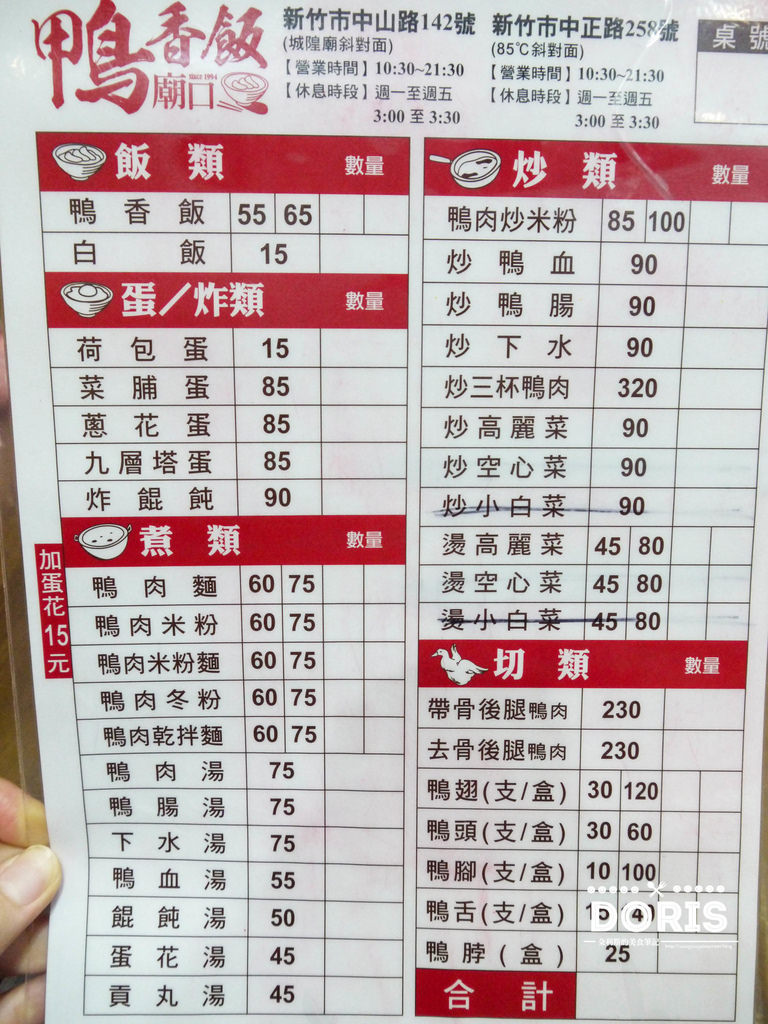 鴨香飯
since 1994
廟口
新竹市中山路142號
(城隍廟斜對面)
【營業時間】10:30~21:30
【休息時段】週一至週五
3:00 至 3:30
新竹市中正路258號
(85℃斜對面)
【營業時間】10:30~21:30
【休息時段】週一至週五
3:00 至 3:30
桌號
飯類 數量
鴨香飯 55 65
白飯 15
蛋/炸類 數量
荷包蛋 15
菜脯蛋 85
蔥花蛋 85
九層塔蛋 85
炸餛飩 90
煮類 數量
加蛋花15元
鴨肉麵 60 75
鴨肉米粉 60 75
鴨肉米粉麵 60 75
鴨肉冬粉 60 75
鴨肉乾拌麵 60 75
鴨肉湯 75
鴨腸湯 75
下水湯 75
鴨血湯 55
餛飩湯 50
蛋花湯 45
貢丸湯 45
炒類 數量
鴨肉炒米粉 85 100
炒鴨血 90
炒鴨腸 90
炒下水 90
炒三杯鴨肉 320
炒高麗菜 90
炒空心菜 90
炒小白菜 90
燙高麗菜 45 80
燙空心菜 45 80
燙小白菜 45 80
切類 數量
帶骨後腿鴨肉 230
去骨後腿鴨肉 230
鴨翅(支/盒) 30 120
鴨頭(支/盒) 30 60
鴨腳(支/盒) 10 100
鴨舌(支/盒)
鴨脖(盒) 25
合計
DORIS